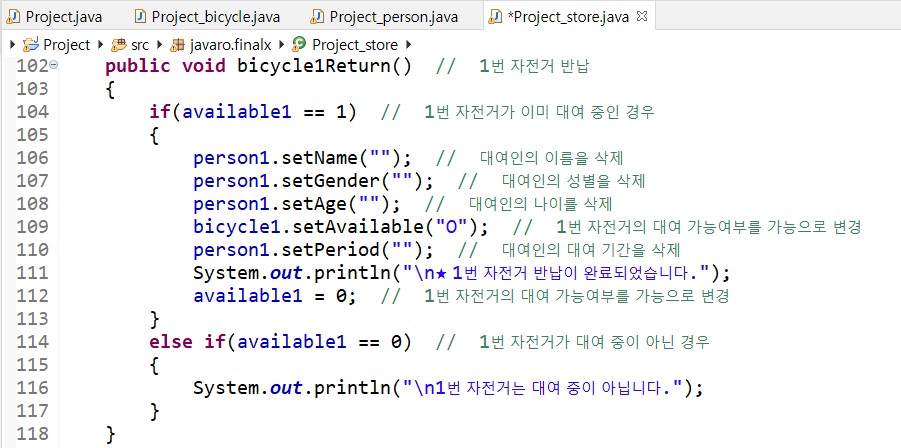 Project.java Project_bicycle.java Project_person.java *Project_store.java
Project src javaro.finalx Project_store
102 public void bicycle1Return() // 1번 자전거 반납
103 {
104 if(available1 == 1) // 1번 자전거가 이미 대여 중인 경우
105 {
106 person1.setName(""); // 대여인의 이름을 삭제
107 person1.setGender(""); // 대여인의 성별을 삭제
108 person1.setAge(""); // 대여인의 나이를 삭제
109 bicycle1.setAvailable("O"); // 1번 자전거의 대여 가능여부를 가능으로 변경
110 person1.setPeriod(""); // 대여인의 대여 기간을 삭제
111 System.out.println("\n★ 1번 자전거 반납이 완료되었습니다.");
112 available1 = 0; // 1번 자전거의 대여 가능여부를 가능으로 변경
113 }
114 else if(available1 == 0) // 1번 자전거가 대여 중이 아닌 경우
115 {
116 System.out.println("\n1번 자전거는 대여 중이 아닙니다.");
117 }
118 }